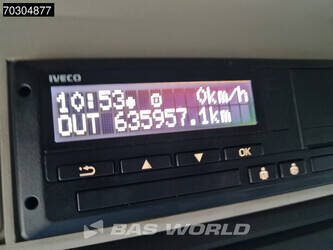 70304877
IVECO
10:53 0km/h
OUT 635957.1km
OK
BAS WORLD